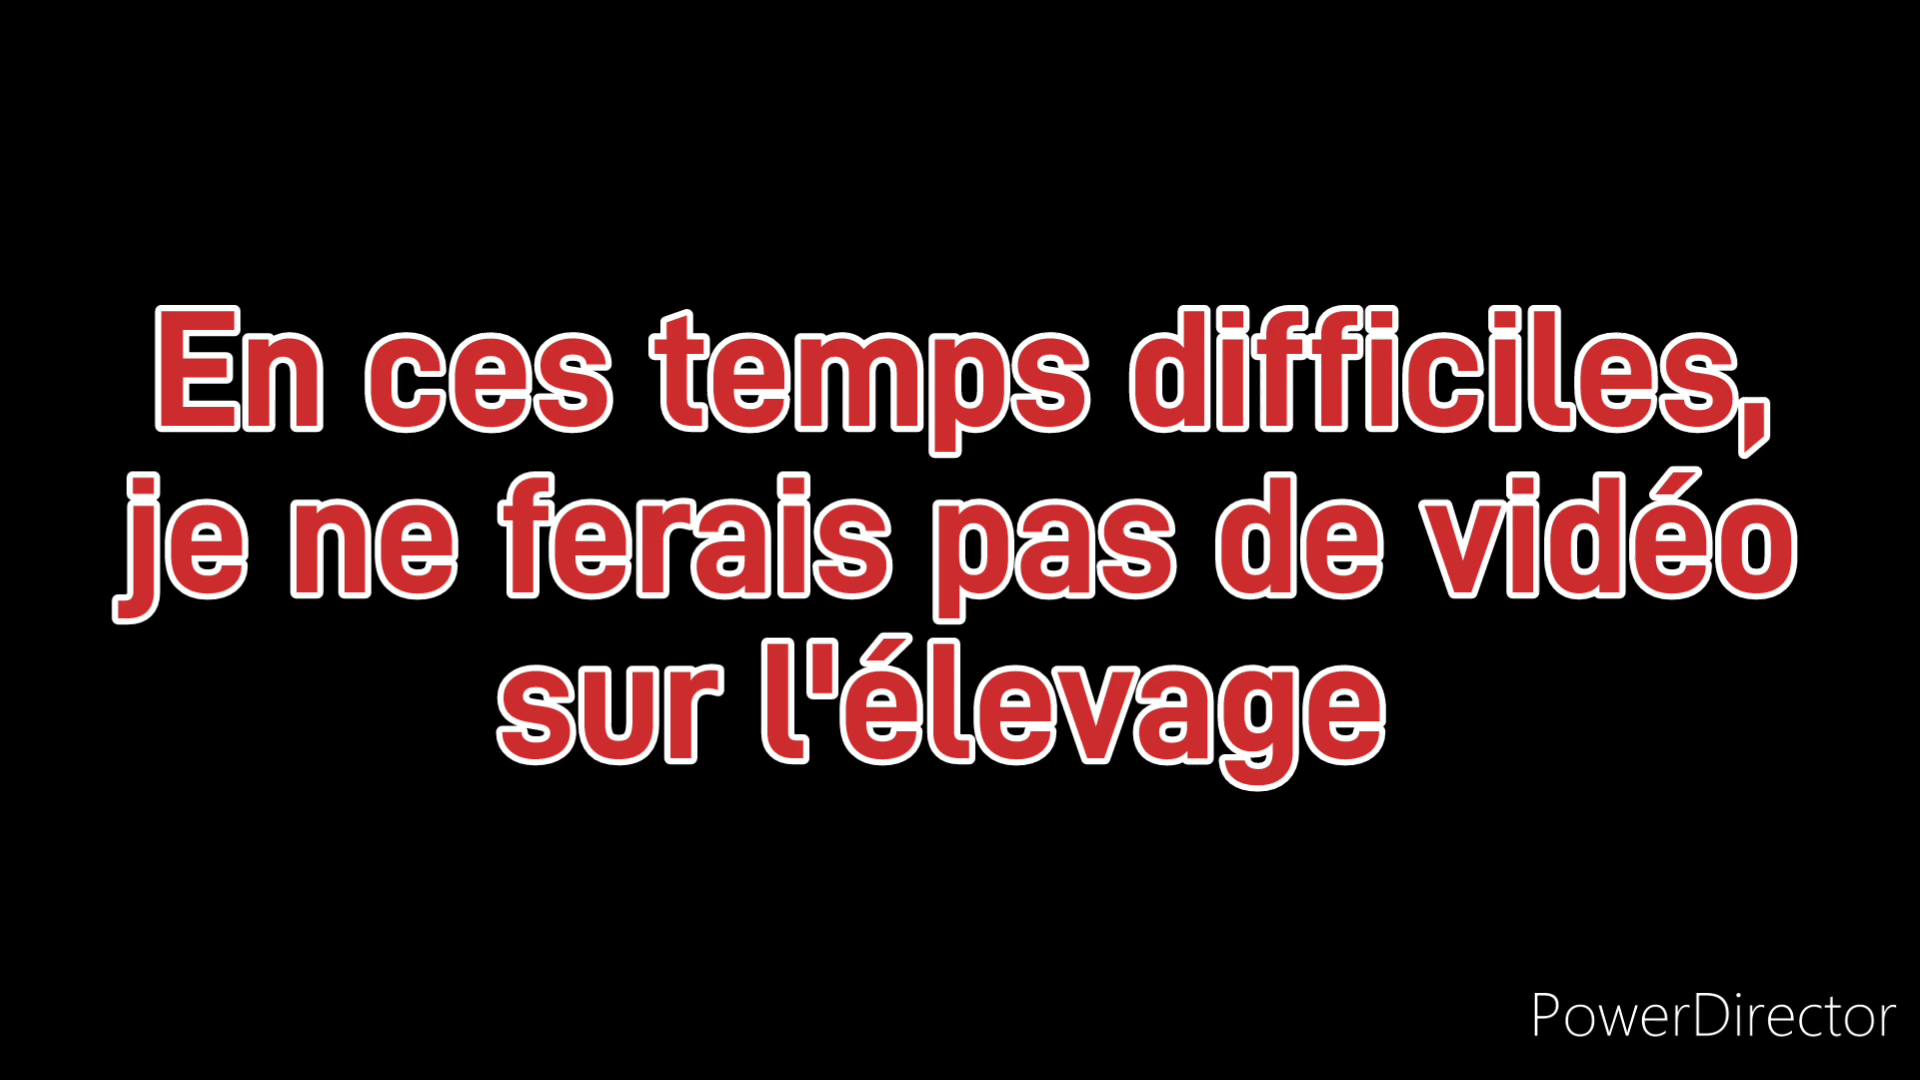 En ces temps difficiles,
je ne ferais pas de vidéo
sur l'élevage
PowerDirector